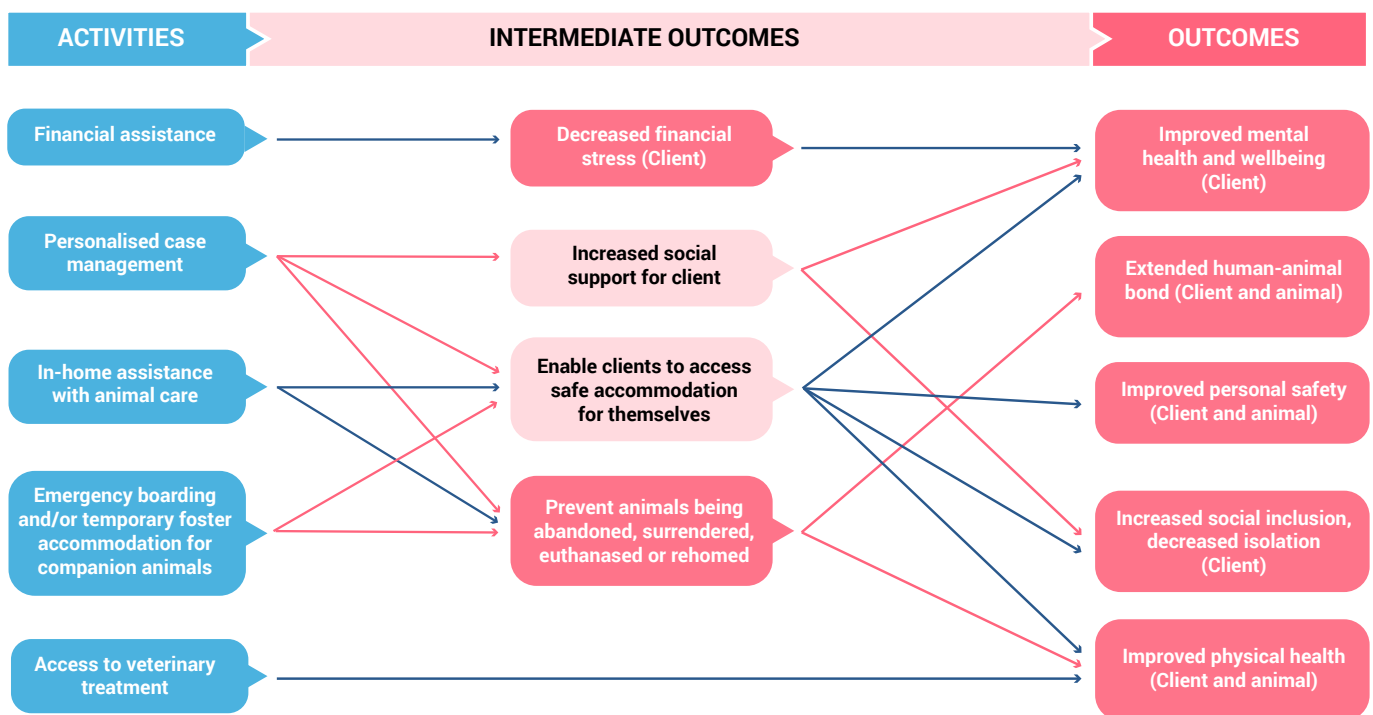 ACTIVITIES
INTERMEDIATE OUTCOMES
OUTCOMES
Financial assistance
Personalised case
management
In-home assistance
with animal care
Emergency boarding
and/or temporary foster
accommodation for
companion animals
Access to veterinary
treatment
Decreased financial
stress (Client)
Increased social
support for client
Enable clients to access
safe accommodation
for themselves
Prevent animals being
abandoned, surrendered,
euthanased or rehomed
Improved mental
health and wellbeing
(Client)
Extended human-animal
bond (Client and animal)
Improved personal safety
(Client and animal)
Increased social inclusion,
decreased isolation
(Client)
Improved physical health
(Client and animal)